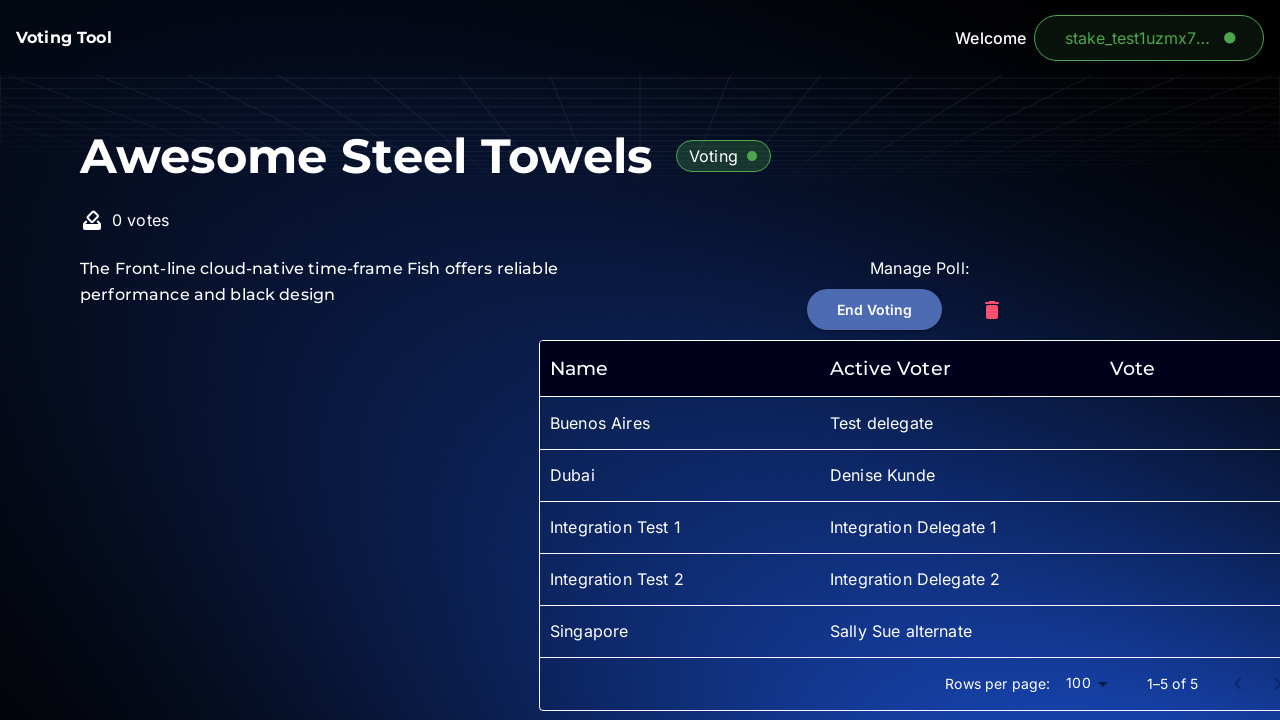 Voting Tool
Welcome
stake_test1uzmx7...
Awesome Steel Towels
Voting
0 votes
The Front-line cloud-native time-frame Fish offers reliable
performance and black design
Manage Poll:
End Voting
Name Active Voter Vote
Buenos Aires Test delegate
Dubai Denise Kunde
Integration Test 1 Integration Delegate 1
Integration Test 2 Integration Delegate 2
Singapore Sally Sue alternate
Rows per page: 100 1–5 of 5